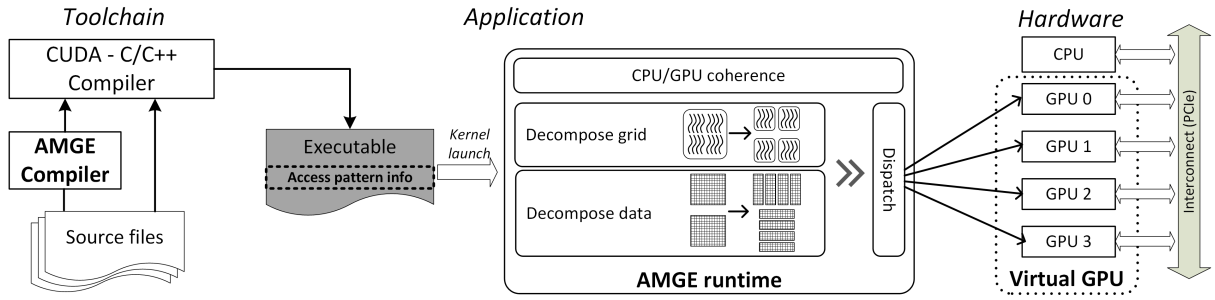 Toolchain
CUDA - C/C++
Compiler
AMGE
Compiler
Source files
Application
Executable
Access pattern info
Kernel
launch
CPU/GPU coherence
Decompose grid
Decompose data
Dispatch
AMGE runtime
Hardware
CPU
GPU 0
GPU 1
GPU 2
GPU 3
Virtual GPU
Interconnect (PCIe)